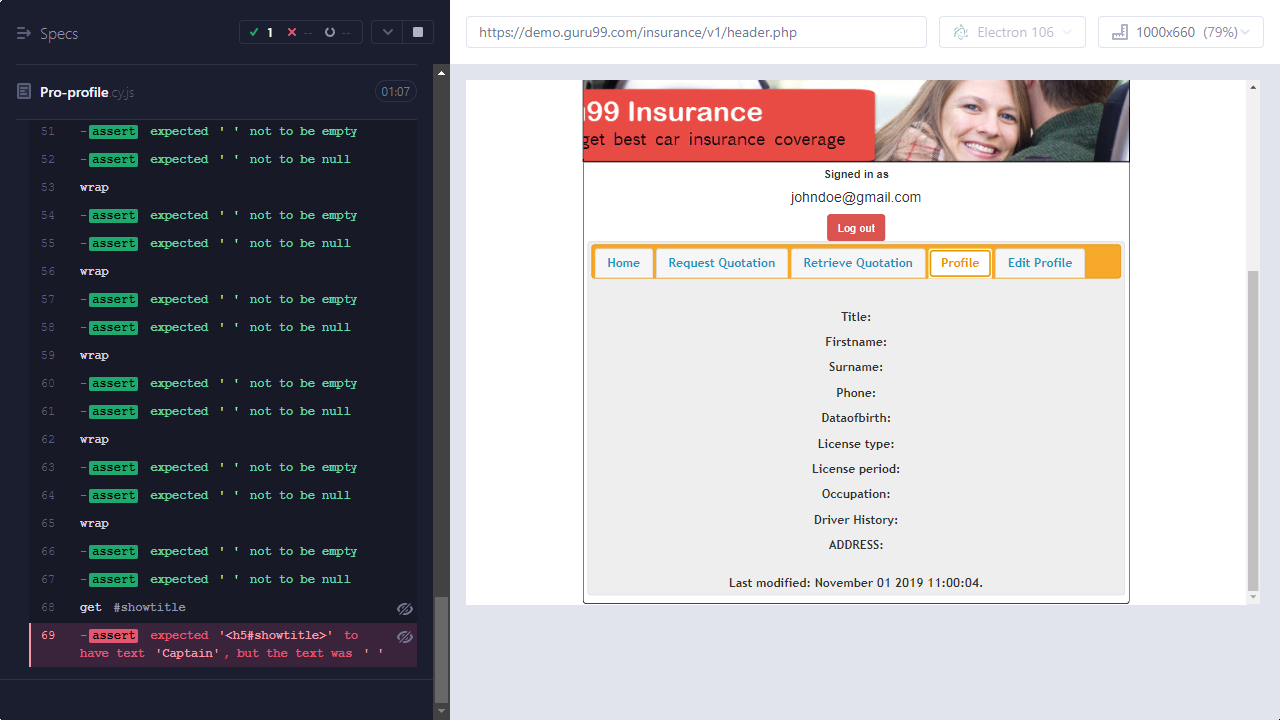 Specs
1
--
--
Pro-profile.cy.js
01:07
51 -assert expected ' ' not to be empty
52 -assert expected ' ' not to be null
53 wrap
54 -assert expected ' ' not to be empty
55 -assert expected ' ' not to be null
56 wrap
57 -assert expected ' ' not to be empty
58 -assert expected ' ' not to be null
59 wrap
60 -assert expected ' ' not to be empty
61 -assert expected ' ' not to be null
62 wrap
63 -assert expected ' ' not to be empty
64 -assert expected ' ' not to be null
65 wrap
66 -assert expected ' ' not to be empty
67 -assert expected ' ' not to be null
68 get #showtitle
69 -assert expected '<h5#showtitle>' to
have text 'Captain', but the text was ' '
https://demo.guru99.com/insurance/v1/header.php
Electron 106
1000x660 (79%)
u99 Insurance
get best car insurance coverage
Signed in as
johndoe@gmail.com
Log out
Home
Request Quotation
Retrieve Quotation
Profile
Edit Profile
Title:
Firstname:
Surname:
Phone:
Dataofbirth:
License type:
License period:
Occupation:
Driver History:
ADDRESS:
Last modified: November 01 2019 11:00:04.